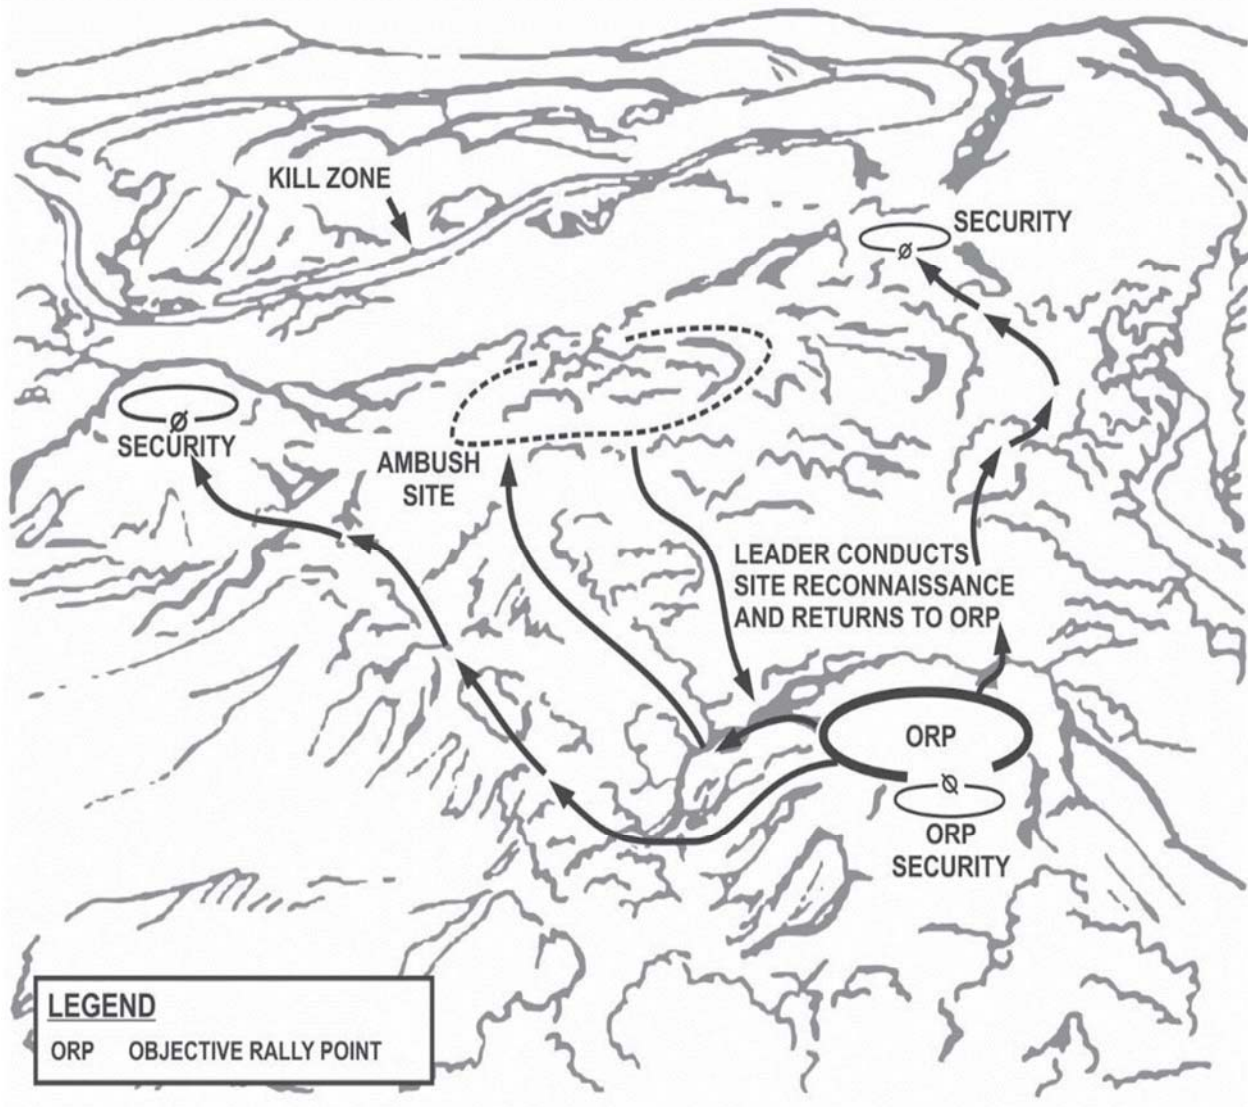 KILL ZONE
SECURITY
SECURITY
AMBUSH
SITE
LEADER CONDUCTS
SITE RECONNAISSANCE
AND RETURNS TO ORP
ORP
ORP
SECURITY
LEGEND
ORP OBJECTIVE RALLY POINT